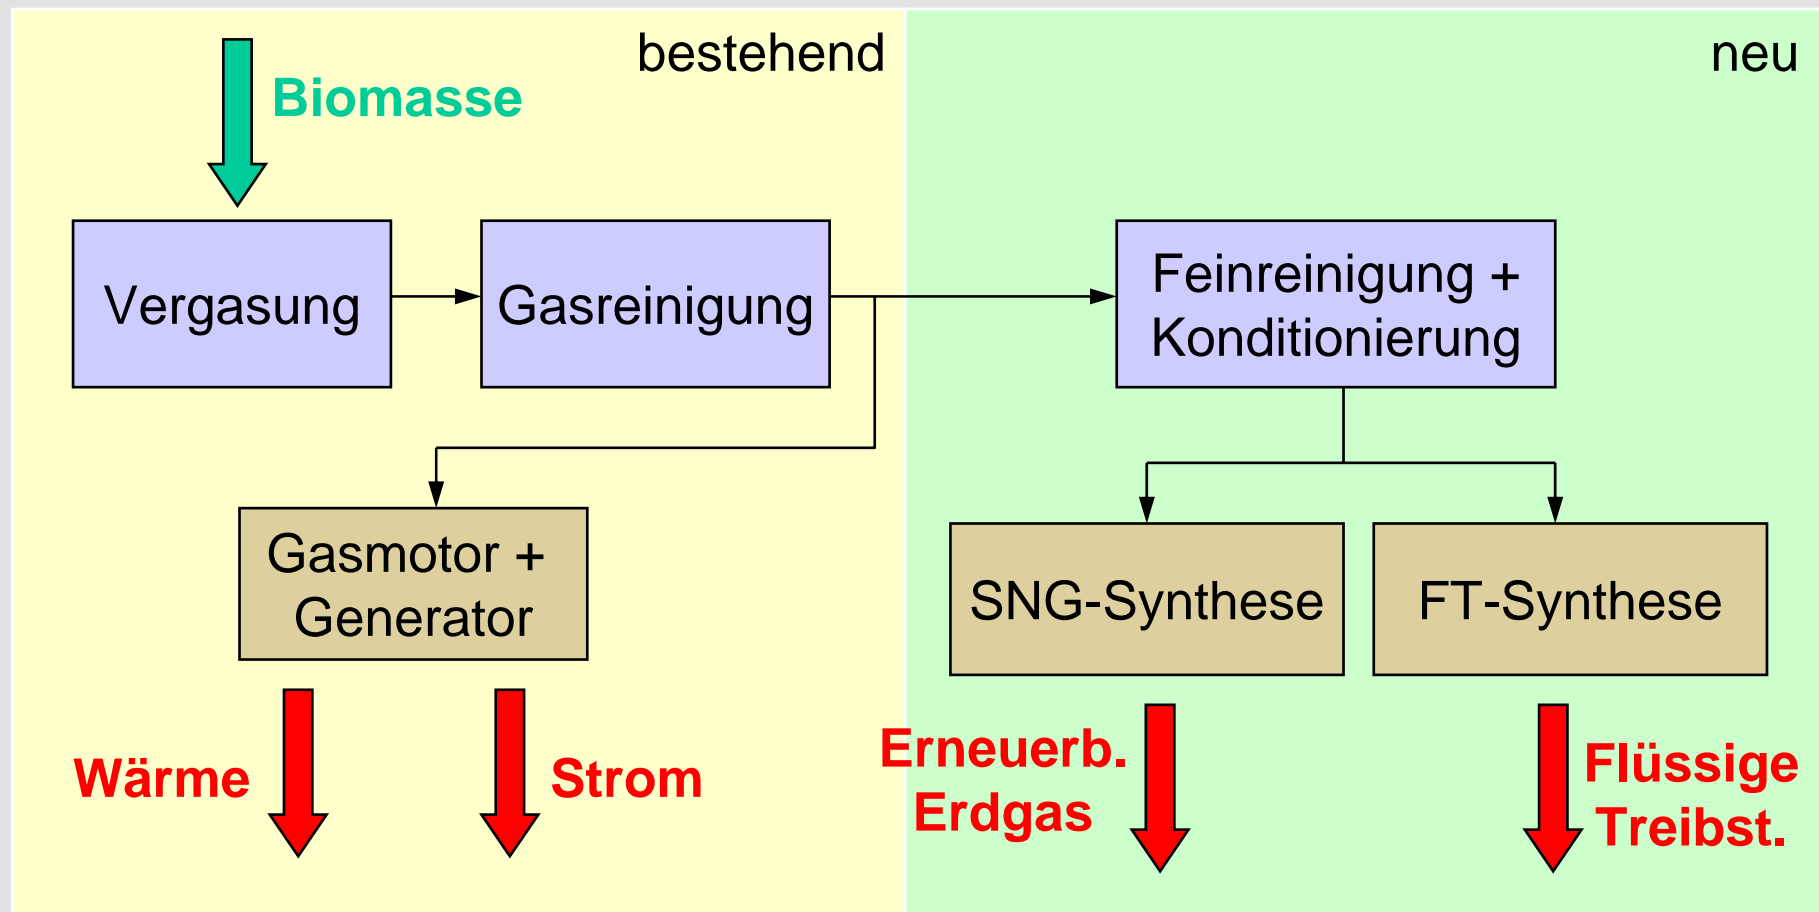 bestehend
neu
Biomasse
Vergasung
Gasreinigung
Feinreinigung +
Konditionierung
Gasmotor +
Generator
SNG-Synthese
FT-Synthese
Wärme
Strom
Erneuerb.
Erdgas
Flüssige
Treibst.